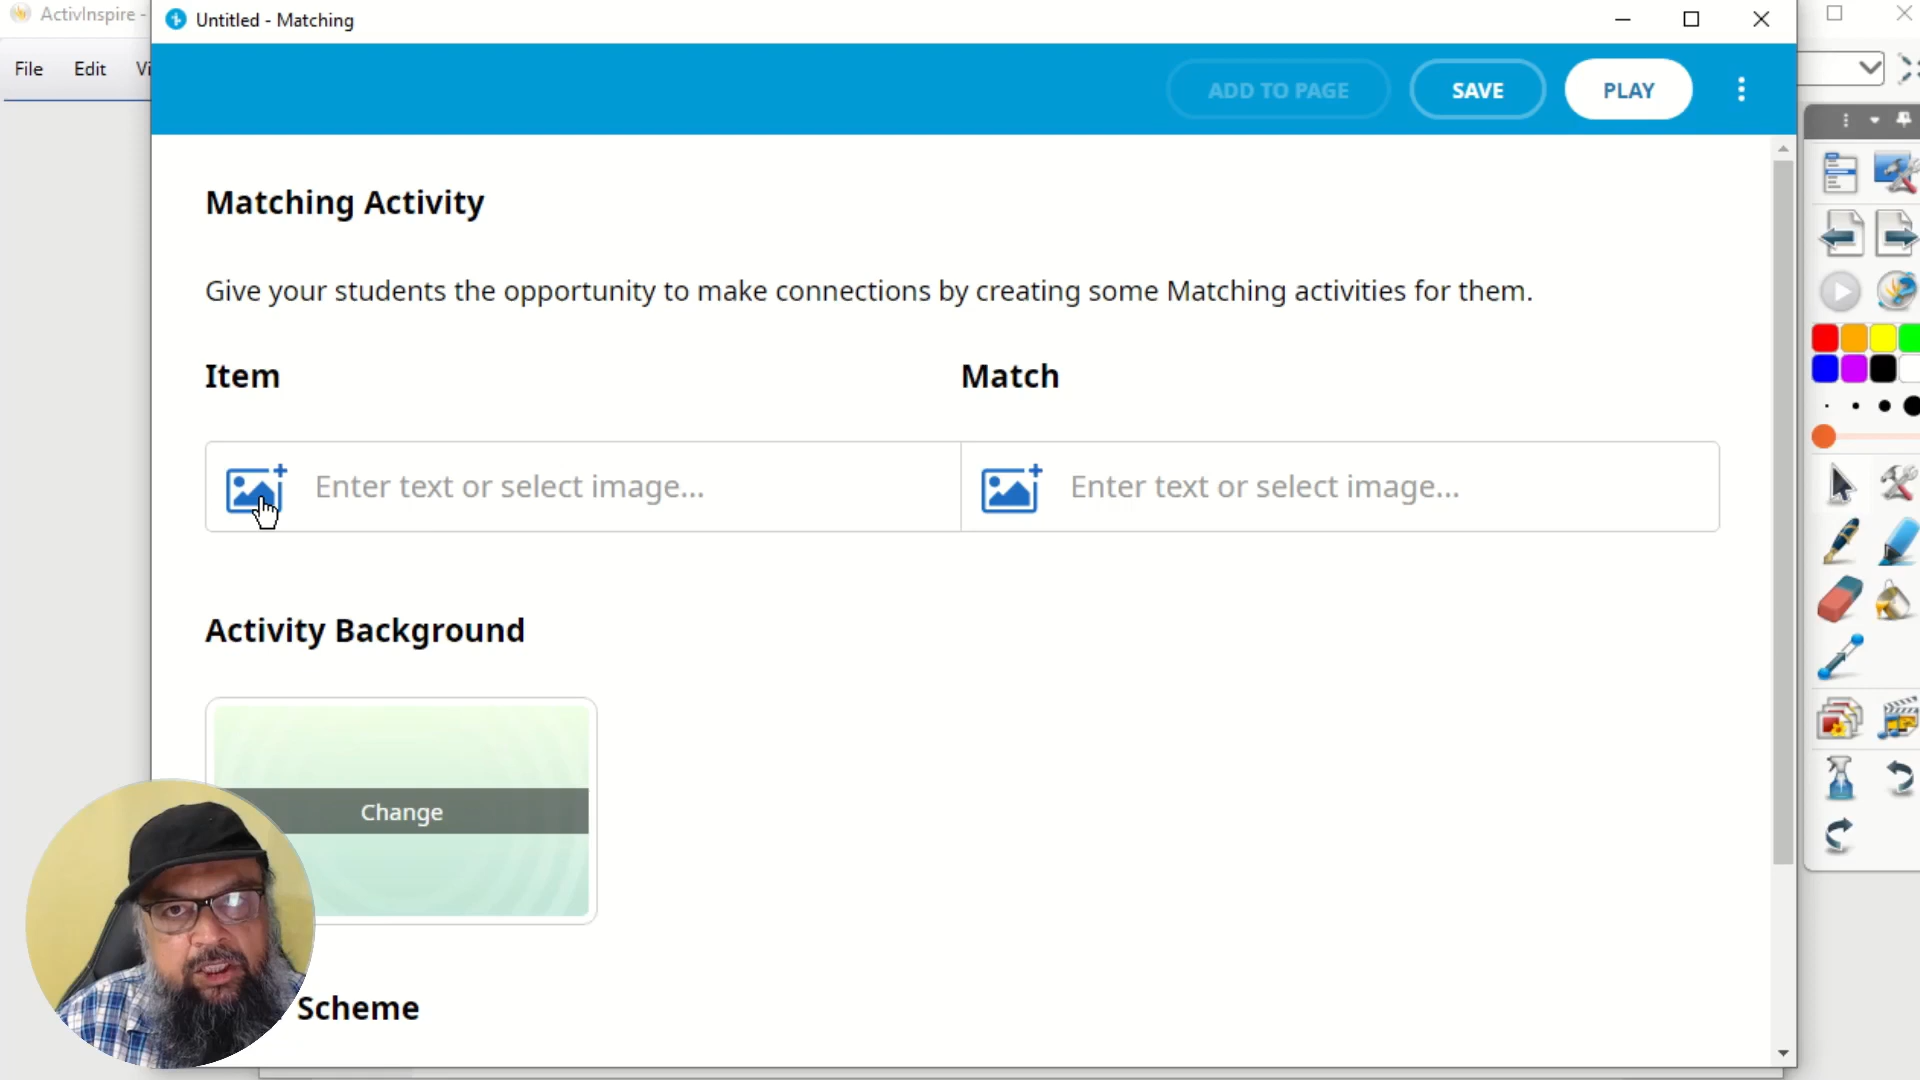 ActivInspire -
Untitled - Matching
File Edit Vi
ADD TO PAGE SAVE PLAY
Matching Activity
Give your students the opportunity to make connections by creating some Matching activities for them.
Item Match
Enter text or select image... Enter text or select image...
Activity Background
Change
Scheme